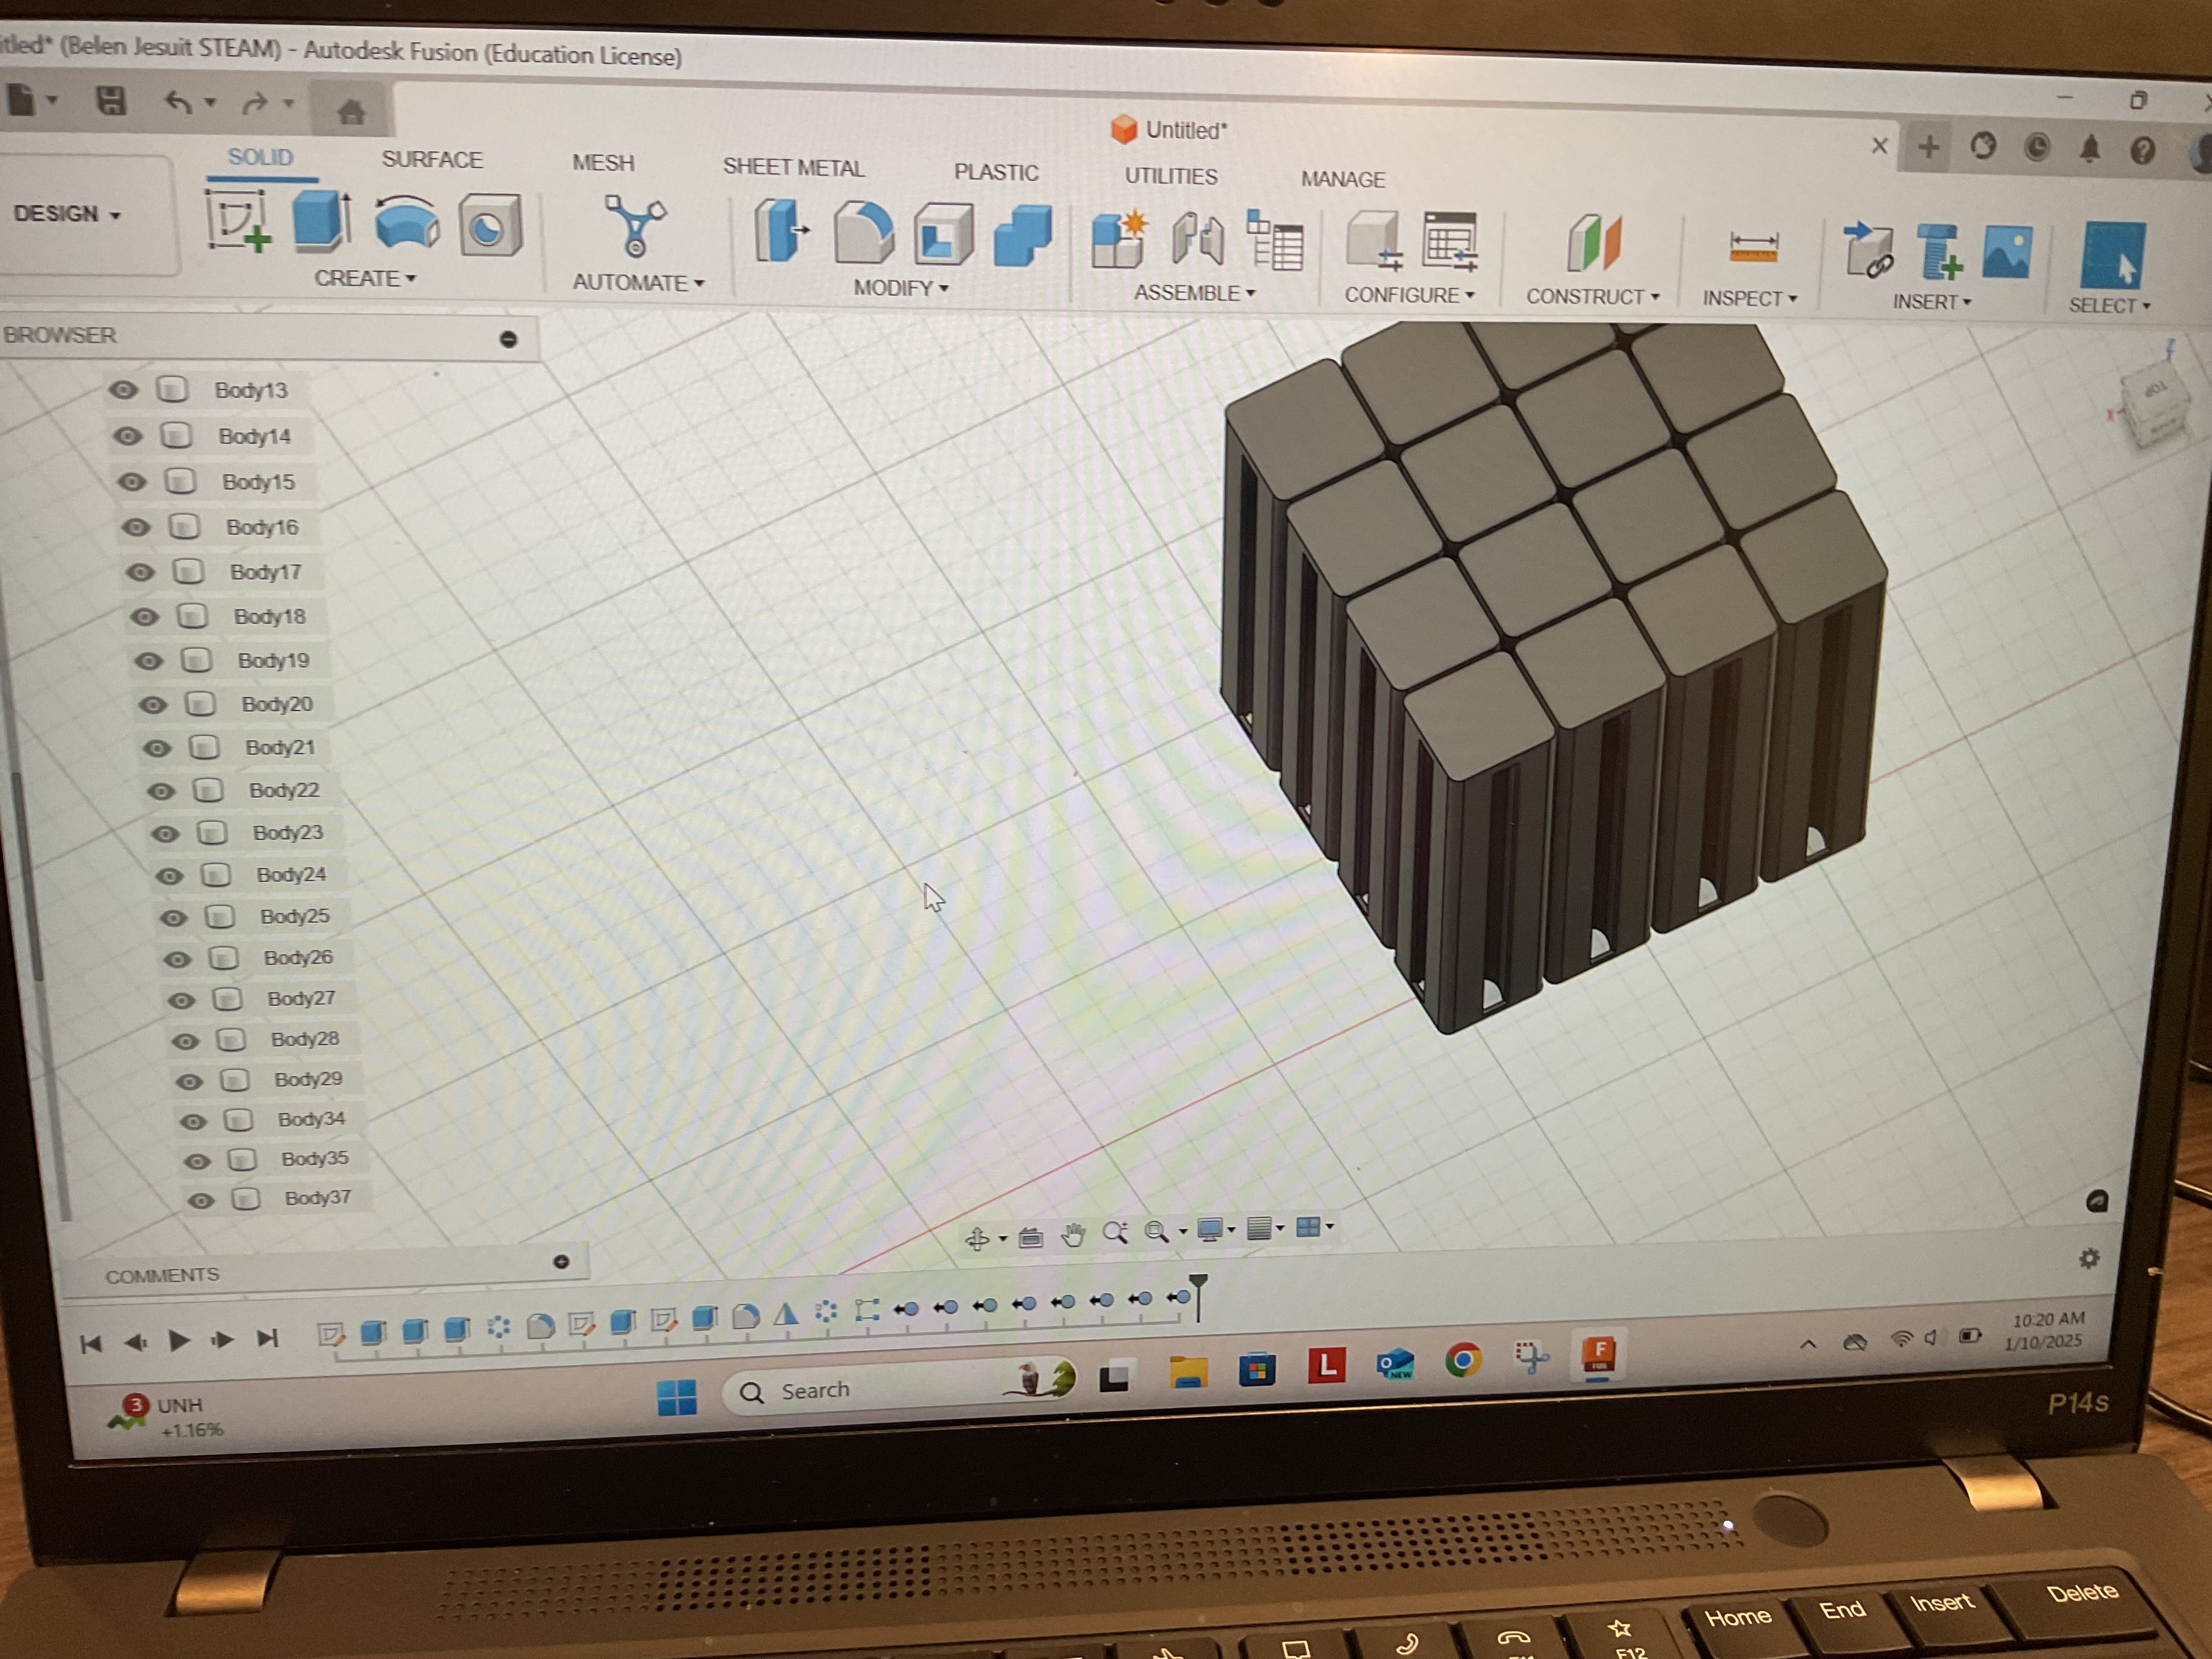 itled* (Belen Jesuit STEAM) - Autodesk Fusion (Education License)
Untitled*
SOLID SURFACE MESH SHEET METAL PLASTIC UTILITIES MANAGE
DESIGN
CREATE AUTOMATE MODIFY ASSEMBLE CONFIGURE CONSTRUCT INSPECT INSERT SELECT
BROWSER
TOP
X
Z
Body13
Body14
Body15
Body16
Body17
Body18
Body19
Body20
Body21
Body22
Body23
Body24
Body25
Body26
Body27
Body28
Body29
Body34
Body35
Body37
COMMENTS
10:20 AM
1/10/2025
3 UNH
+1.16%
Search
L
NEW
F
FUS
P14s
Home End Insert Delete
F12